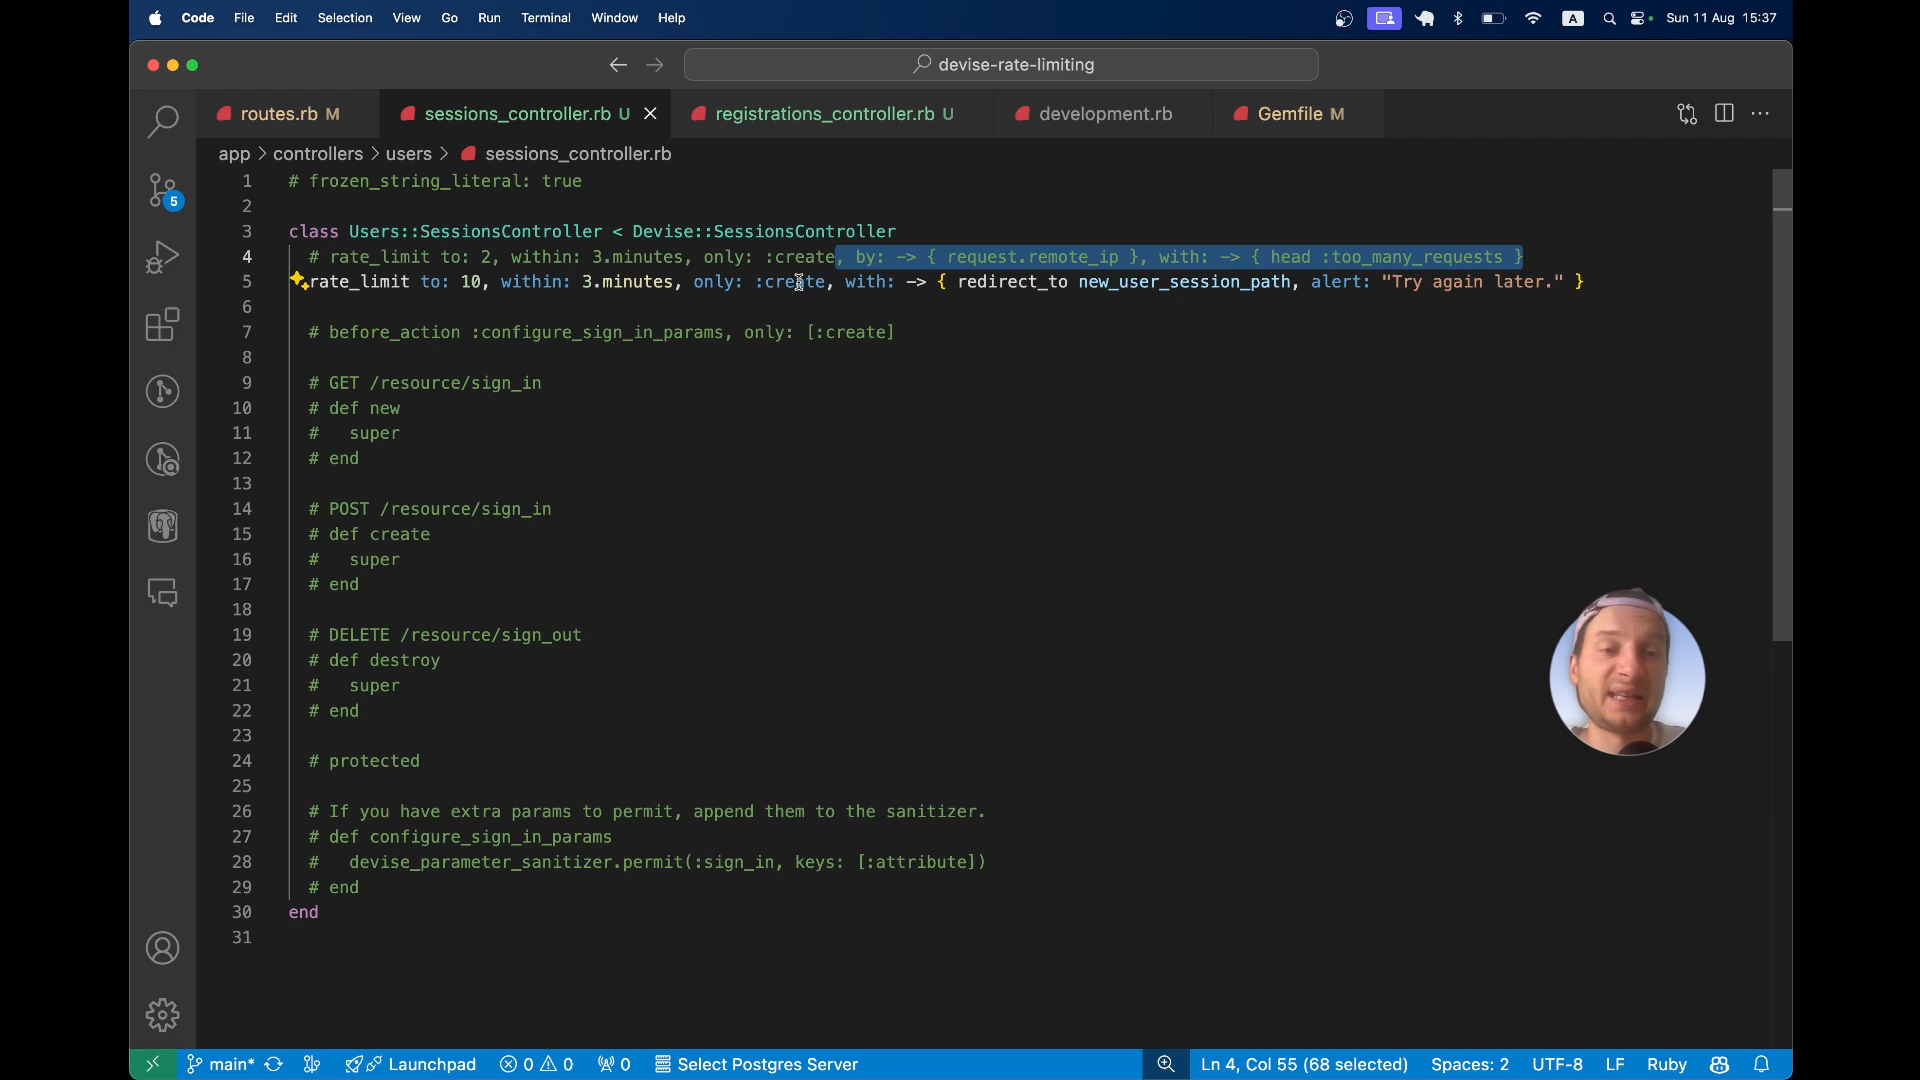 Code File Edit Selection View Go Run Terminal Window Help A Sun 11 Aug 15:37
devise-rate-limiting
routes.rb M sessions_controller.rb U registrations_controller.rb U development.rb Gemfile M
app > controllers > users > sessions_controller.rb
1 # frozen_string_literal: true
2
3 class Users::SessionsController < Devise::SessionsController
4 # rate_limit to: 2, within: 3.minutes, only: :create, by: -> { request.remote_ip }, with: -> { head :too_many_requests }
5 rate_limit to: 10, within: 3.minutes, only: :create, with: -> { redirect_to new_user_session_path, alert: "Try again later." }
6
7 # before_action :configure_sign_in_params, only: [:create]
8
9 # GET /resource/sign_in
10 # def new
11 #   super
12 # end
13
14 # POST /resource/sign_in
15 # def create
16 #   super
17 # end
18
19 # DELETE /resource/sign_out
20 # def destroy
21 #   super
22 # end
23
24 # protected
25
26 # If you have extra params to permit, append them to the sanitizer.
27 # def configure_sign_in_params
28 #   devise_parameter_sanitizer.permit(:sign_in, keys: [:attribute])
29 # end
30 end
31
5
main* Launchpad 0 0 0 Select Postgres Server Ln 4, Col 55 (68 selected) Spaces: 2 UTF-8 LF Ruby